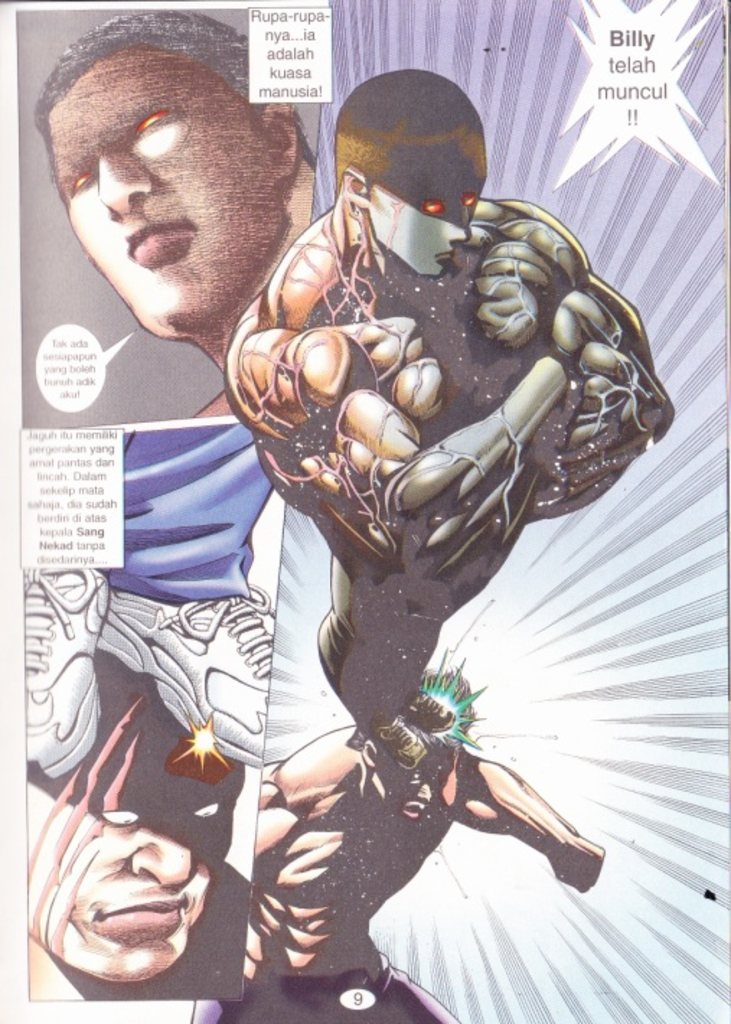 Rupa-rupa-
nya...ia
adalah
kuasa
manusia!
Billy
telah
muncul
!!
Tak ada
sesiapapun
yang boleh
bunuh adik
aku!
Jaguh itu memiliki
pergerakan yang
amat pantas dan
lincah. Dalam
sekelip mata
sahaja, dia sudah
berdiri di atas
kepala Sang
Nekad tanpa
disedarinya....
9